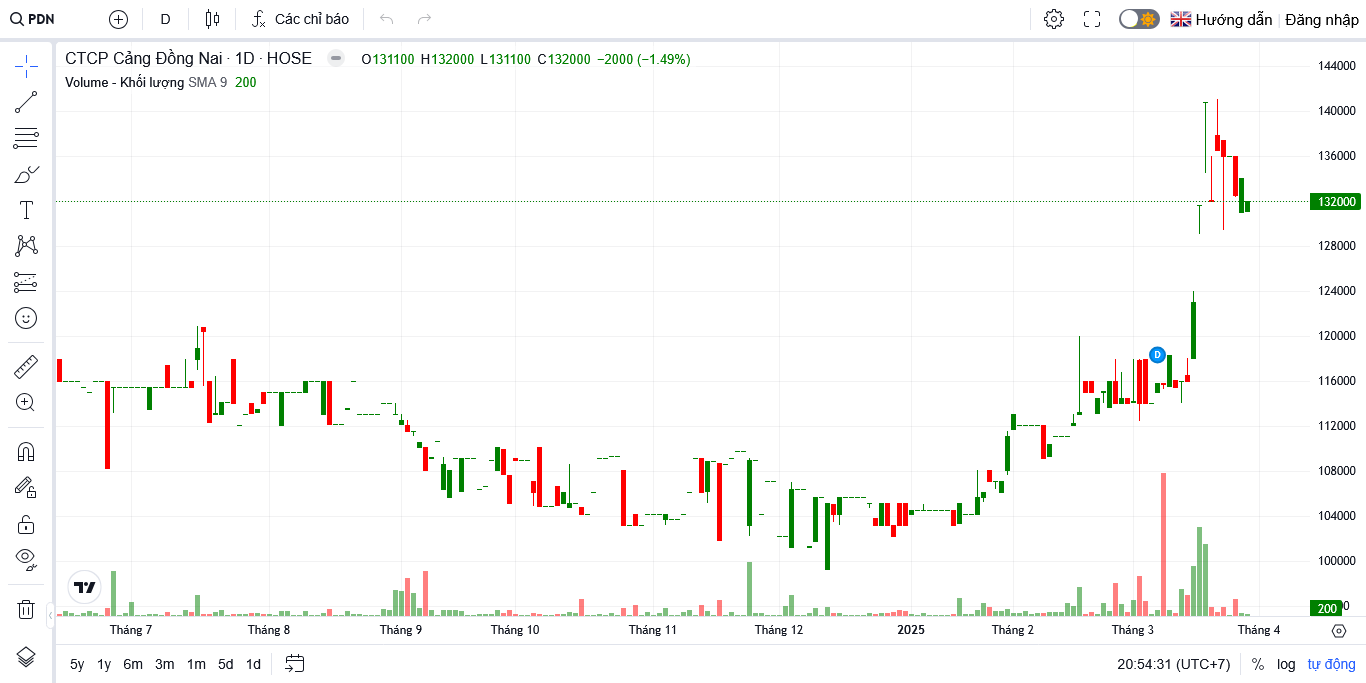 PDN D Các chỉ báo Hướng dẫn Đăng nhập
CTCP Cảng Đồng Nai · 1D · HOSE O131100 H132000 L131100 C132000 −2000 (−1.49%)
Volume - Khối lượng SMA 9 200
144000
140000
136000
132000
128000
124000
120000
116000
112000
108000
104000
100000
200
D
Tháng 7 Tháng 8 Tháng 9 Tháng 10 Tháng 11 Tháng 12 2025 Tháng 2 Tháng 3 Tháng 4
5y 1y 6m 3m 1m 5d 1d 20:54:31 (UTC+7) % log tự động